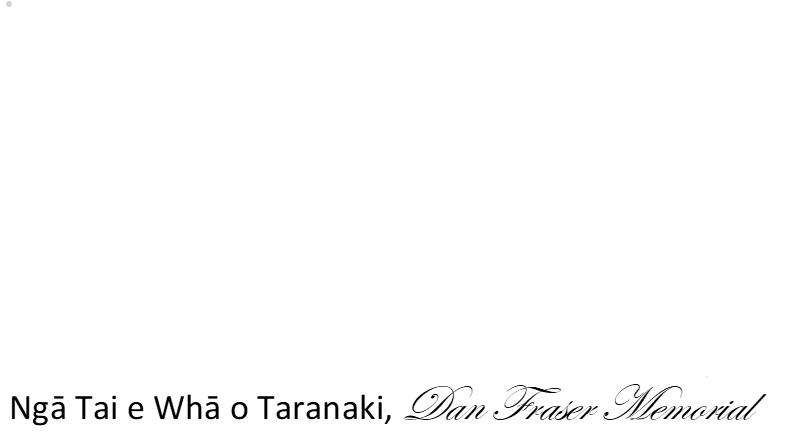 Ngā Tai e Whā o Taranaki, Dan Fraser Memorial